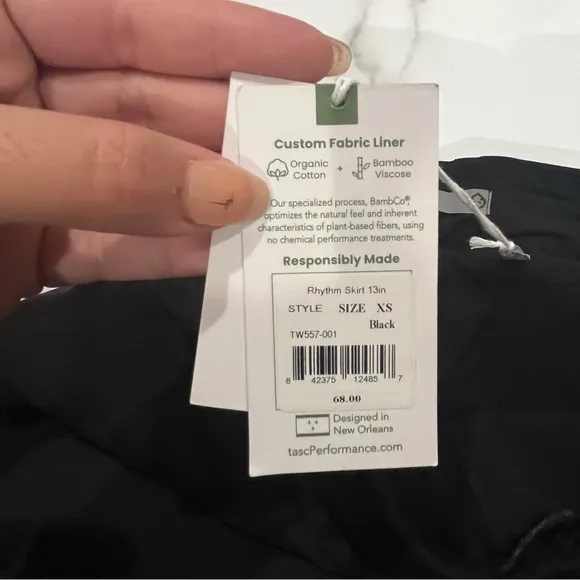 Custom Fabric Liner
Organic Cotton + Bamboo Viscose
Our specialized process, BambCo®,
optimizes the natural feel and inherent
characteristics of plant-based fibers, using
no chemical performance treatments.
Responsibly Made
Rhythm Skirt 13in
STYLE SIZE XS
Black
TW557-001
8 42375 12485 7
68.00
Designed in
New Orleans
tascPerformance.com